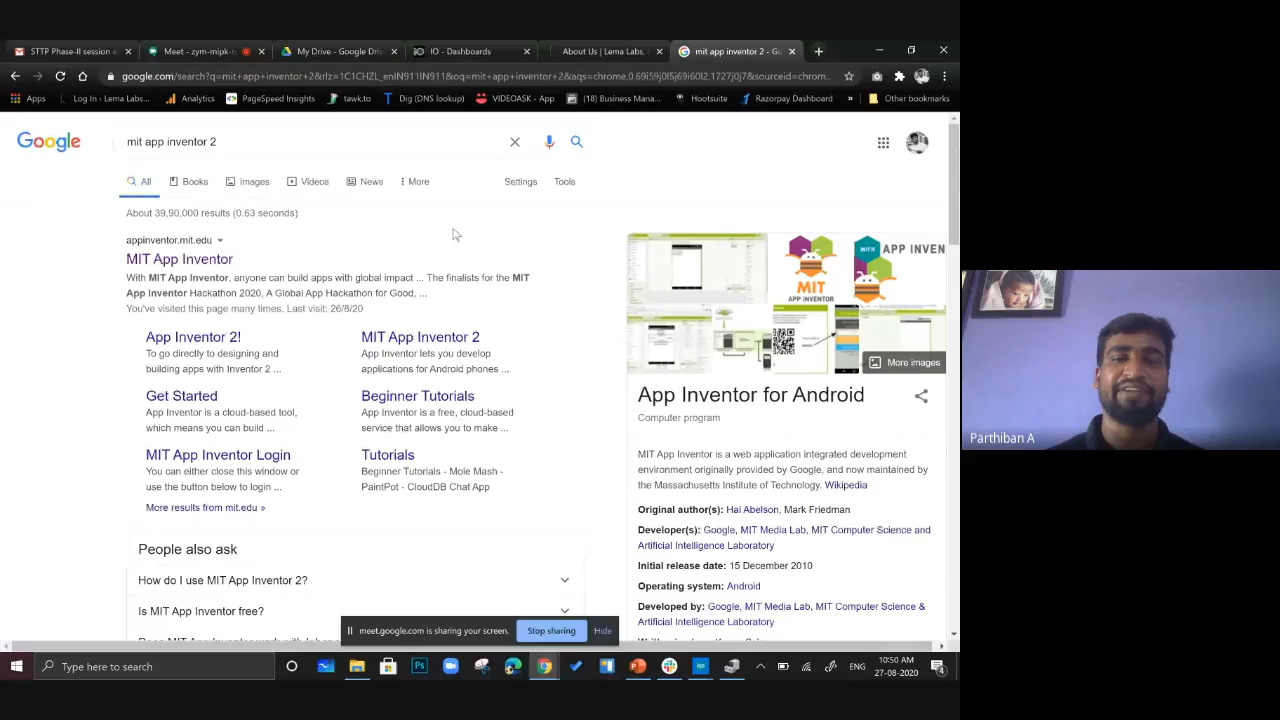 STTP Phase-II session a
Meet - zym-mipk-n
My Drive - Google Driv
IO - Dashboards
About Us | Lema Labs.
mit app inventor 2 - Go
google.com/search?q=mit+app+inventor+2&rlz=1C1CHZL_enIN911IN911&oq=mit+app+inventor+2&aqs=chrome.0.69i59j0l5j69i60l2.1727j0j7&sourceid=chrom...
Apps
Log In ‹ Lema Labs...
Analytics
PageSpeed Insights
tawk.to
Dig (DNS lookup)
VIDEOASK - App
(18) Business Mana...
Hootsuite
Razorpay Dashboard
»
Other bookmarks
Google
mit app inventor 2
All
Books
Images
Videos
News
More
Settings
Tools
About 39,90,000 results (0.63 seconds)
appinventor.mit.edu
MIT App Inventor
With MIT App Inventor, anyone can build apps with global impact ... The finalists for the MIT
App Inventor Hackathon 2020, A Global App Hackathon for Good, ...
You've visited this page many times. Last visit: 26/8/20
App Inventor 2!
To go directly to designing and
building apps with Inventor 2 ...
MIT App Inventor 2
App Inventor lets you develop
applications for Android phones ...
Get Started
App Inventor is a cloud-based tool,
which means you can build ...
Beginner Tutorials
App Inventor is a free, cloud-based
service that allows you to make ...
MIT App Inventor Login
You can either close this window or
use the button below to login ...
Tutorials
Beginner Tutorials - Mole Mash -
PaintPot - CloudDB Chat App
More results from mit.edu »
People also ask
How do I use MIT App Inventor 2?
Is MIT App Inventor free?
MIT
APP INVENTOR
MIT
APP INVEN
More images
App Inventor for Android
Computer program
MIT App Inventor is a web application integrated development
environment originally provided by Google, and now maintained by
the Massachusetts Institute of Technology. Wikipedia
Original author(s): Hal Abelson, Mark Friedman
Developer(s): Google, MIT Media Lab, MIT Computer Science and
Artificial Intelligence Laboratory
Initial release date: 15 December 2010
Operating system: Android
Developed by: Google, MIT Media Lab, MIT Computer Science &
Artificial Intelligence Laboratory
meet.google.com is sharing your screen.
Stop sharing
Hide
Type here to search
Ps
ENG
10:50 AM
27-08-2020
4
Parthiban A